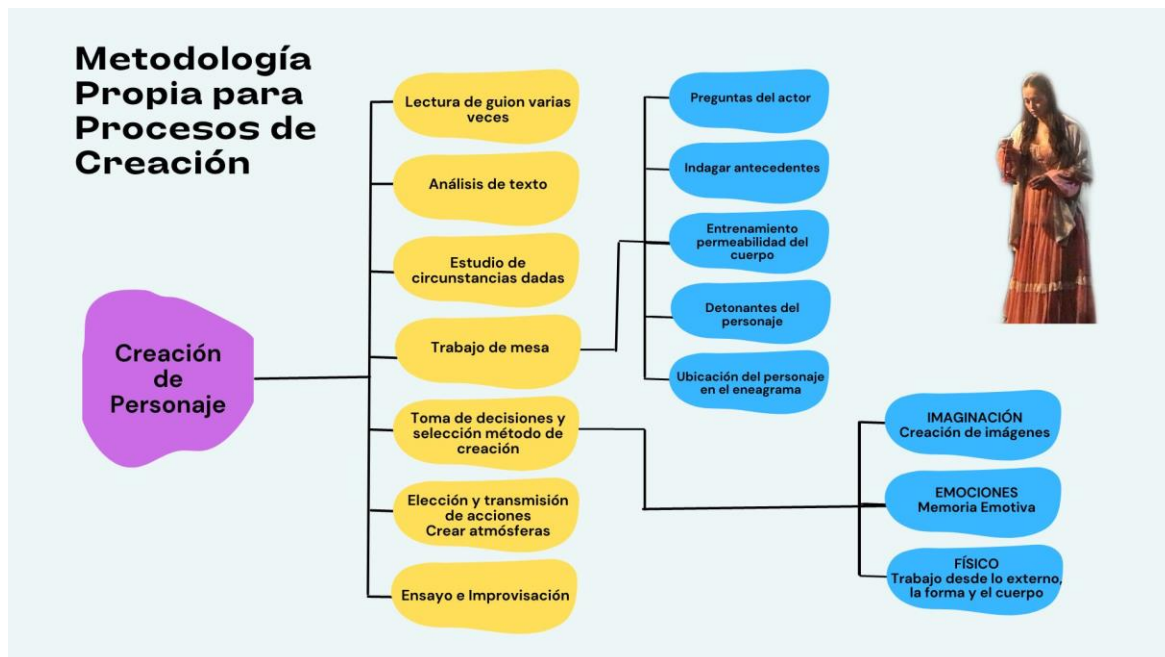 Metodología
Propia para
Procesos de
Creación
Creación
de
Personaje
Lectura de guion varias
veces
Análisis de texto
Estudio de
circunstancias dadas
Trabajo de mesa
Toma de decisiones y
selección método de
creación
Elección y transmisión
de acciones
Crear atmósferas
Ensayo e Improvisación
Preguntas del actor
Indagar antecedentes
Entrenamiento
permeabilidad del
cuerpo
Detonantes del
personaje
Ubicación del personaje
en el eneagrama
IMAGINACIÓN
Creación de imágenes
EMOCIONES
Memoria Emotiva
FÍSICO
Trabajo desde lo externo,
la forma y el cuerpo